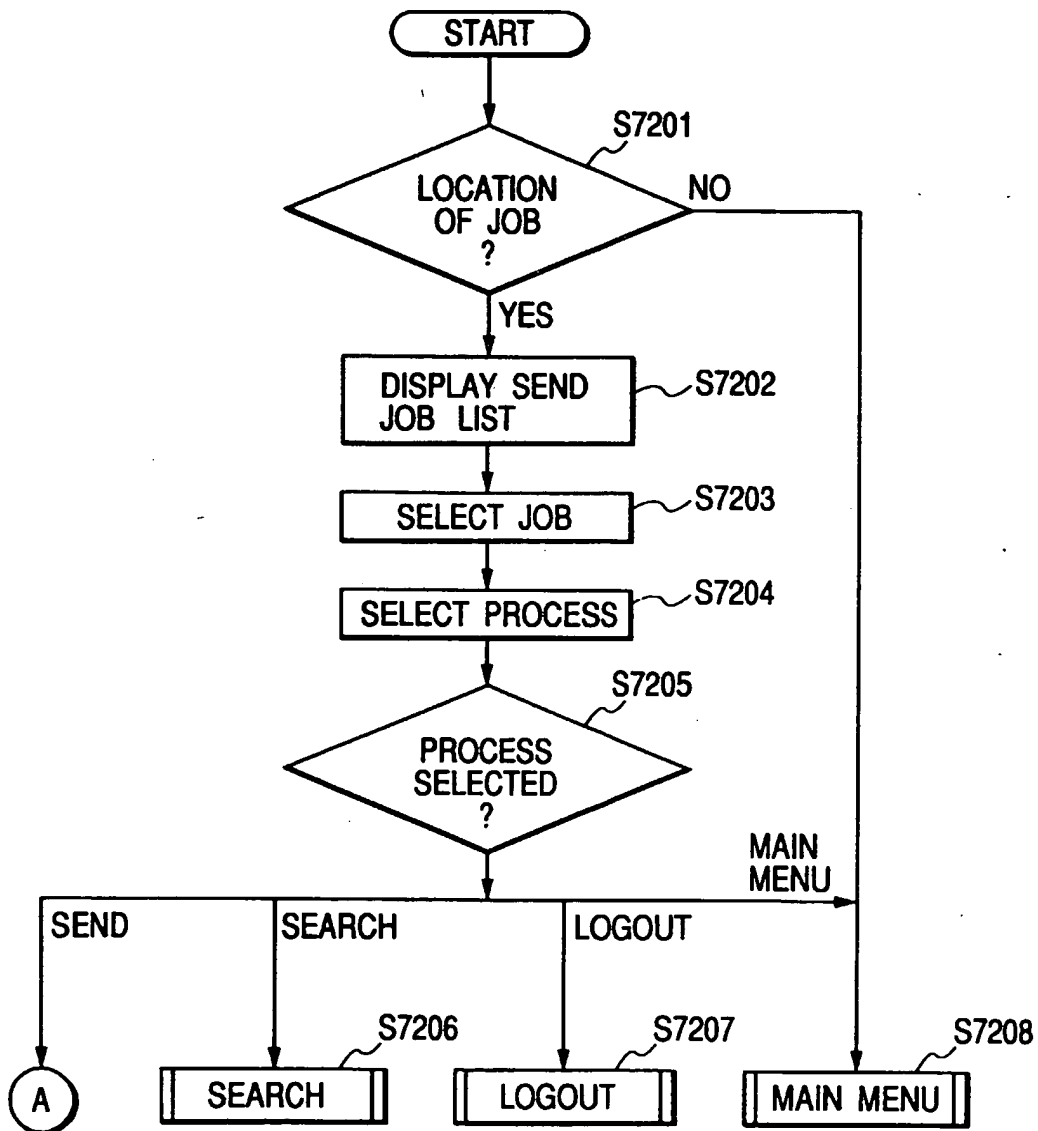 START
S7201
LOCATION
OF JOB
?
NO
YES
DISPLAY SEND
JOB LIST
S7202
SELECT JOB
S7203
SELECT PROCESS
S7204
S7205
PROCESS
SELECTED
?
MAIN
MENU
SEND
SEARCH
LOGOUT
S7206
S7207
S7208
A
SEARCH
LOGOUT
MAIN MENU